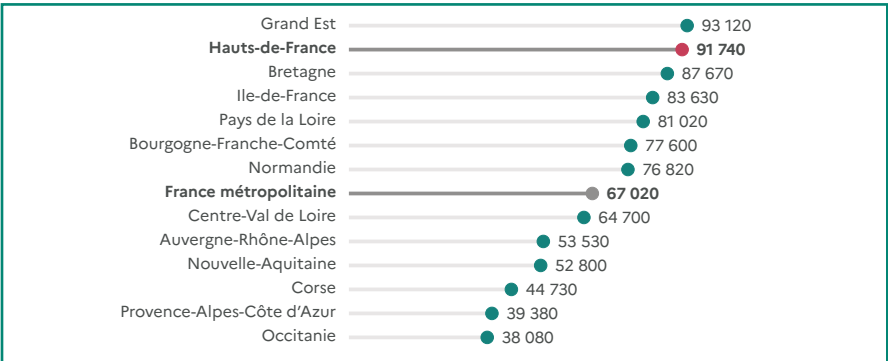 Grand Est 93 120
Hauts-de-France 91 740
Bretagne 87 670
Ile-de-France 83 630
Pays de la Loire 81 020
Bourgogne-Franche-Comté 77 600
Normandie 76 820
France métropolitaine 67 020
Centre-Val de Loire 64 700
Auvergne-Rhône-Alpes 53 530
Nouvelle-Aquitaine 52 800
Corse 44 730
Provence-Alpes-Côte d’Azur 39 380
Occitanie 38 080